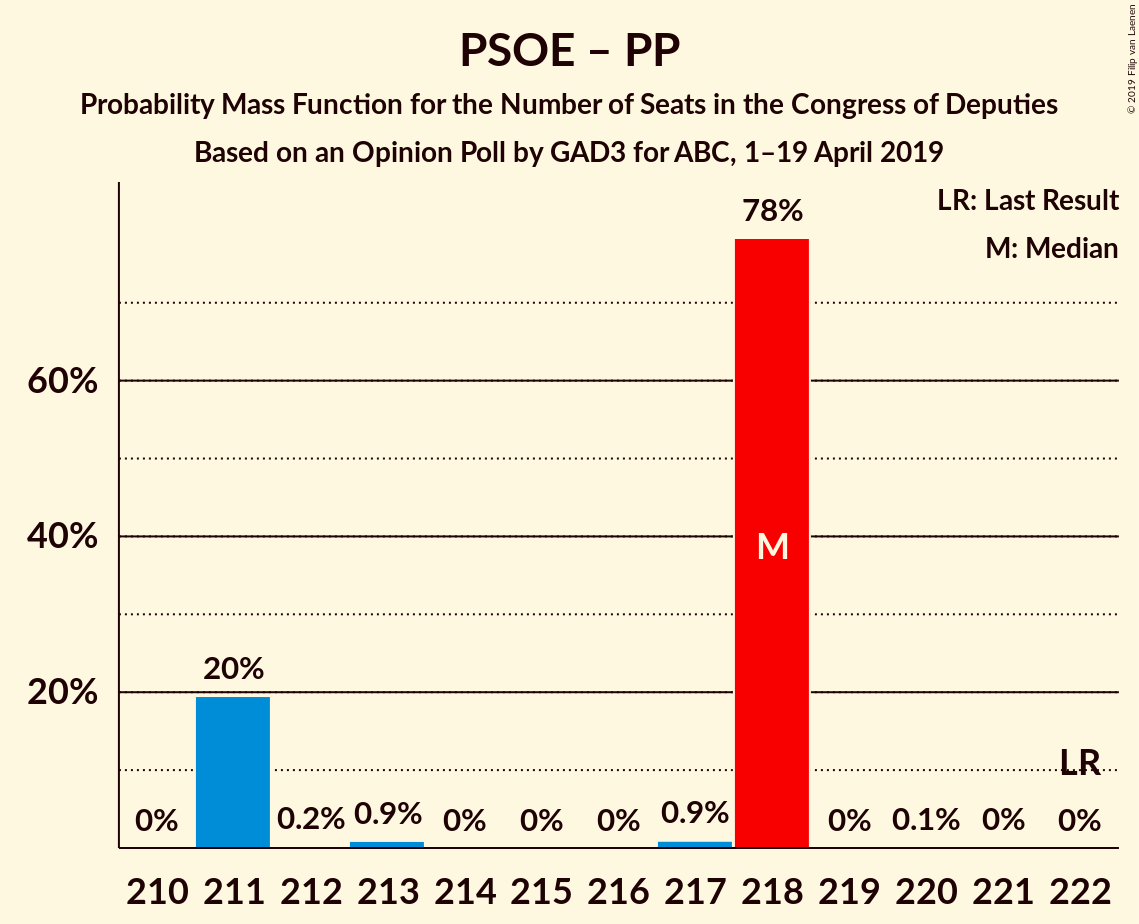 PSOE – PP
Probability Mass Function for the Number of Seats in the Congress of Deputies
Based on an Opinion Poll by GAD3 for ABC, 1–19 April 2019
© 2019 Filip van Laenen
LR: Last Result
M: Median
78%
60%
40%
M
20%
20%
LR
0% 0.2% 0.9% 0% 0% 0% 0.9% 0% 0.1% 0% 0%
210 211 212 213 214 215 216 217 218 219 220 221 222